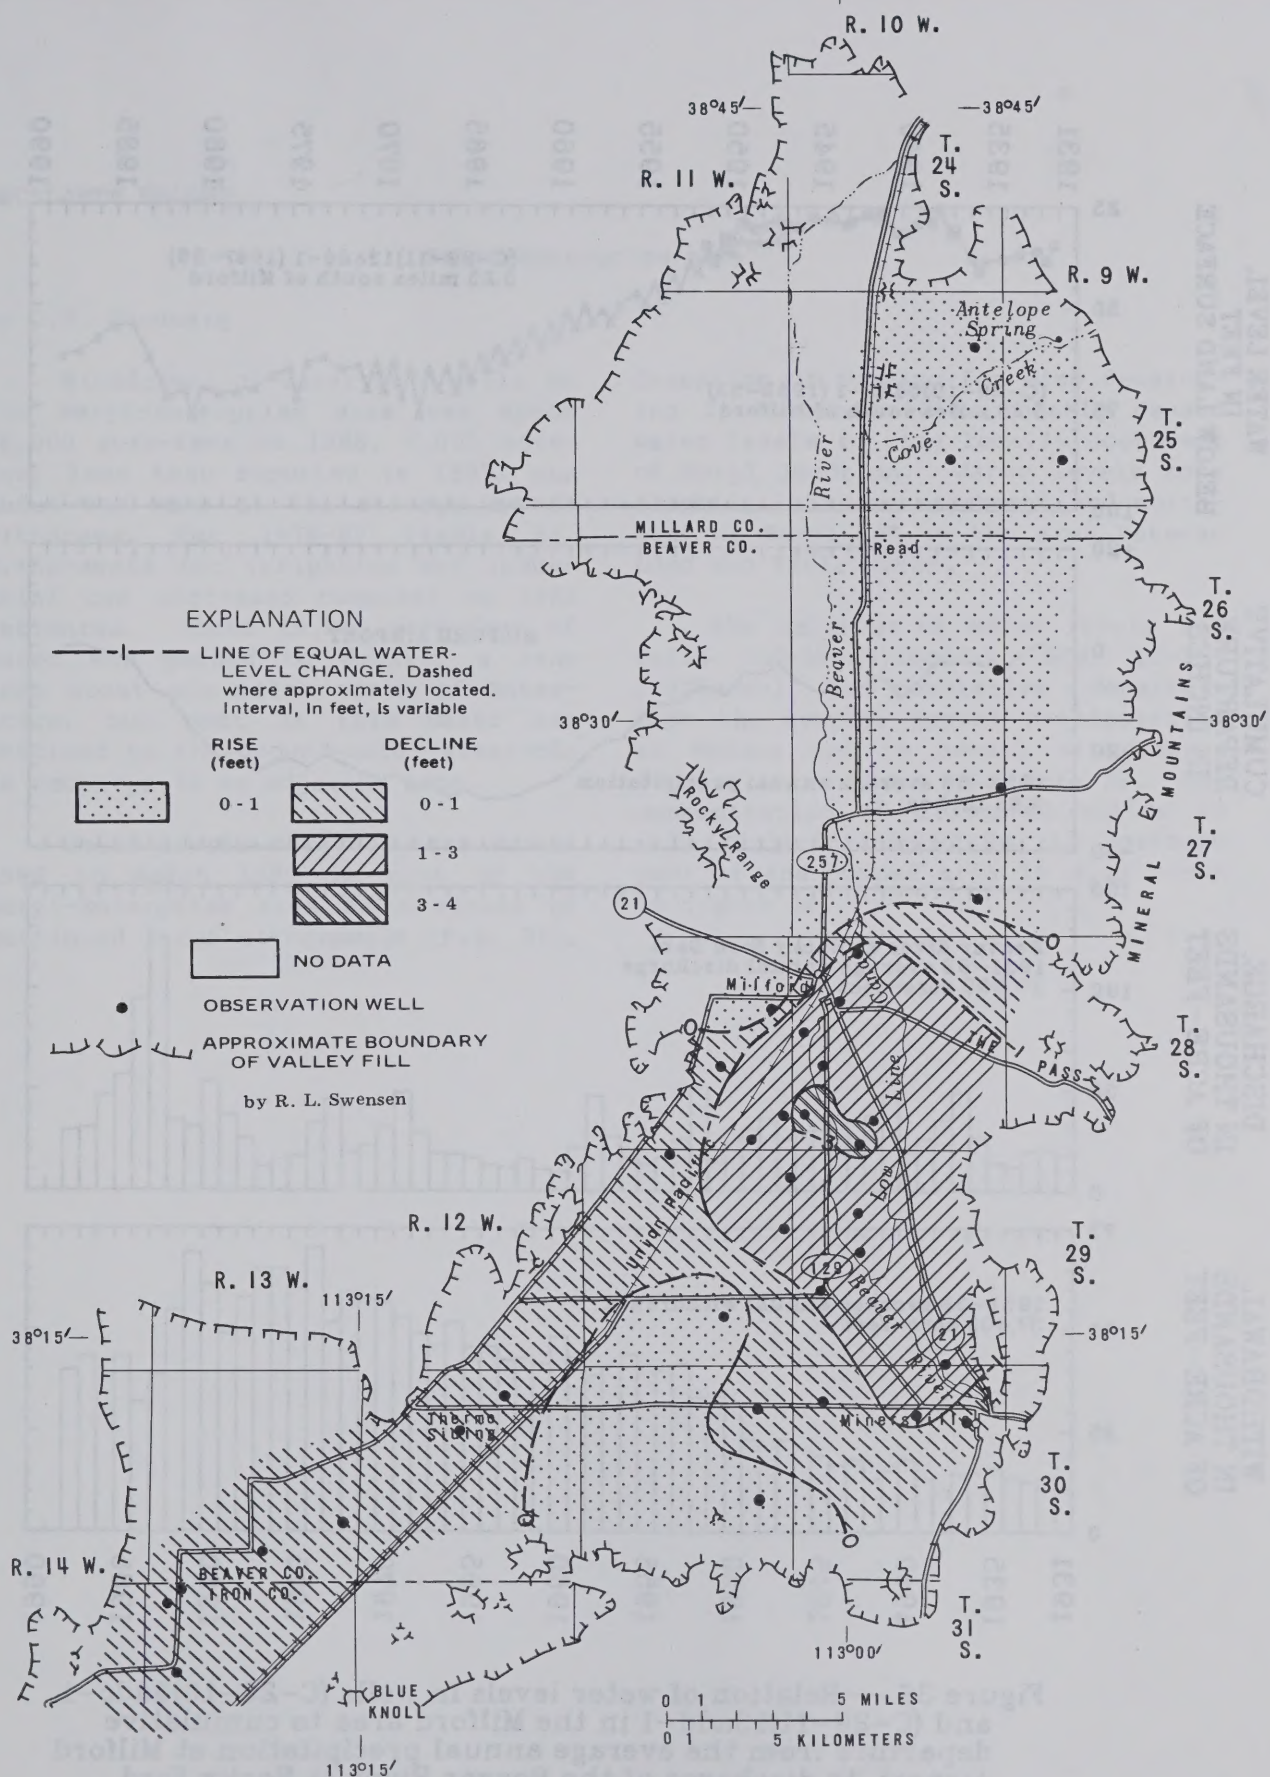 R. 10 W.
38°45′
38°45′
T.
24
S.
R. 11 W.
R. 9 W.
Antelope
Spring
Creek
Cove
River
T.
25
S.
MILLARD CO.
BEAVER CO.
Read
T.
26
S.
EXPLANATION
LINE OF EQUAL WATER-
LEVEL CHANGE. Dashed
where approximately located.
Interval, in feet, is variable
RISE
(feet)
DECLINE
(feet)
0-1
0-1
1-3
3-4
NO DATA
OBSERVATION WELL
APPROXIMATE BOUNDARY
OF VALLEY FILL
by R. L. Swensen
Beaver
38°30′
38°30′
MINERAL MOUNTAINS
Rocky Range
T.
27
S.
257
21
0
Milford
Canal
0
T.
28
S.
THE
PASS
1
Line
3
Low
Union Pacific
R. 12 W.
T.
29
S.
R. 13 W.
113°15′
129
Beaver
River
38°15′
21
38°15′
Thermo
Siding
Minersville
T.
30
S.
0
0
R. 14 W.
BEAVER CO.
IRON CO.
T.
31
S.
113°00′
BLUE
KNOLL
0 1 5 MILES
0 1 5 KILOMETERS
113°15′